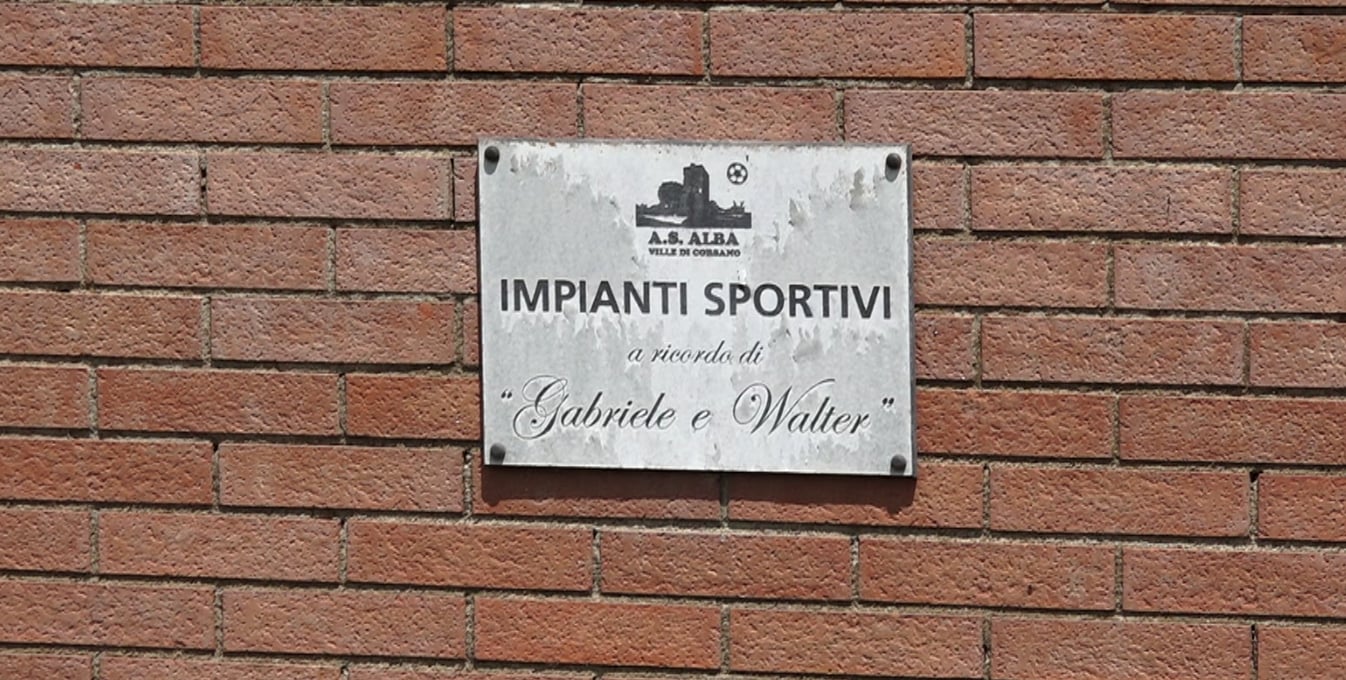 A.S. ALBA
VILLE DI CORSANO
IMPIANTI SPORTIVI
a ricordo di
"Gabriele e Walter"